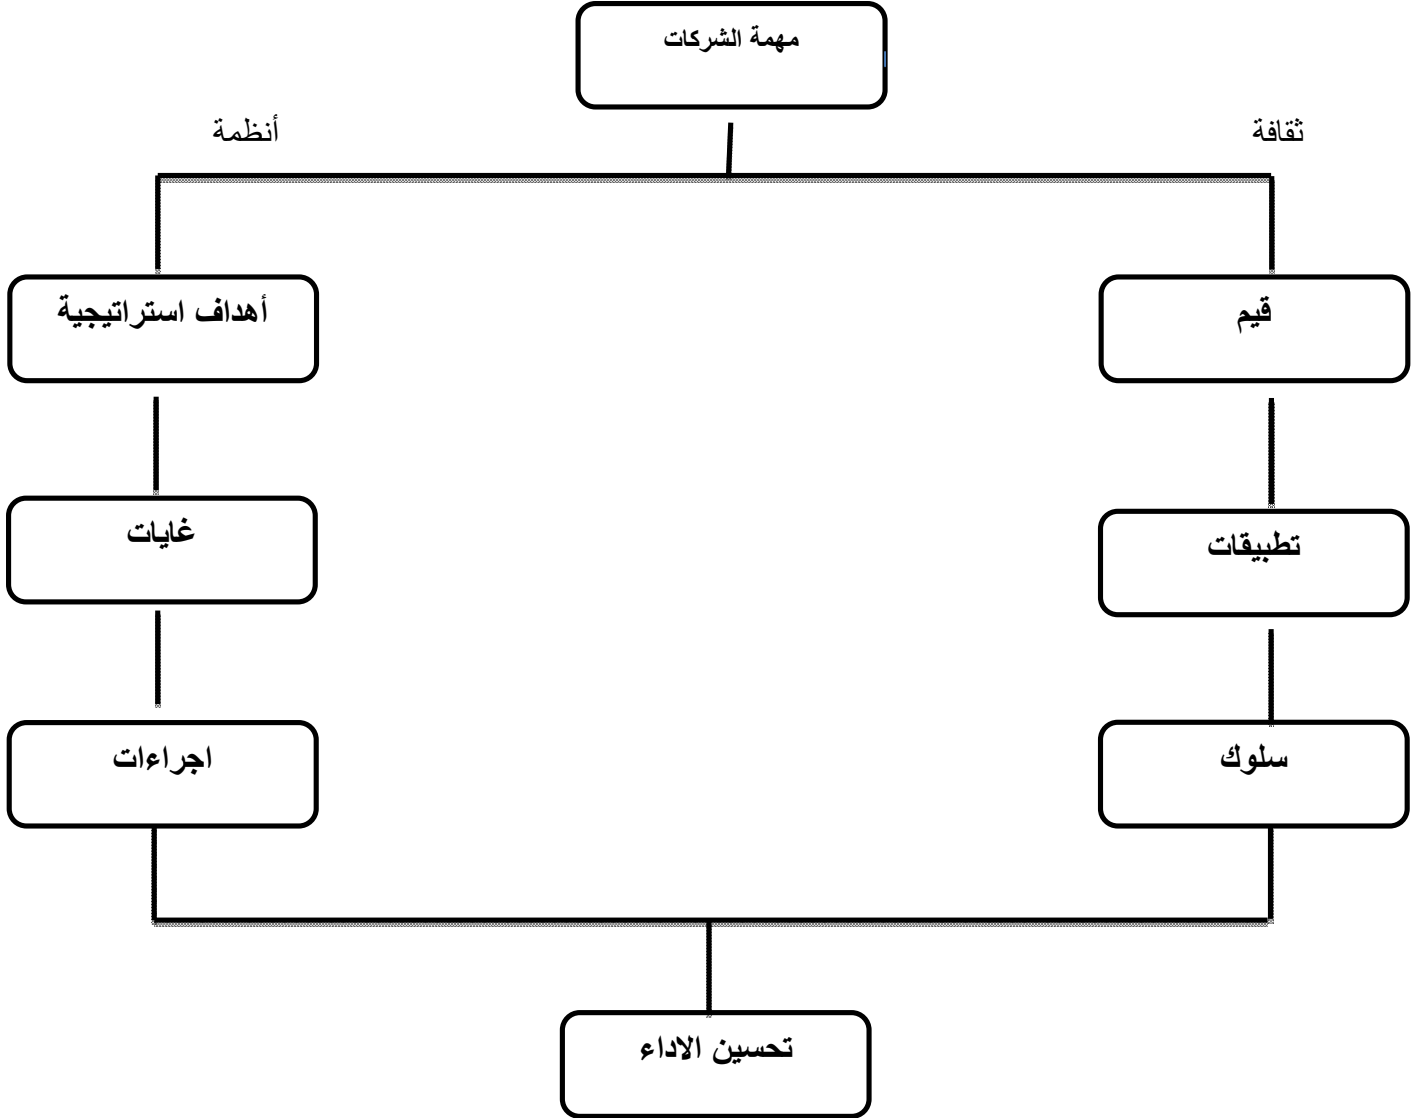 مهمة الشركات
ثقافة
أنظمة
قيم
أهداف استراتيجية
تطبيقات
غايات
سلوك
اجراءات
تحسين الاداء